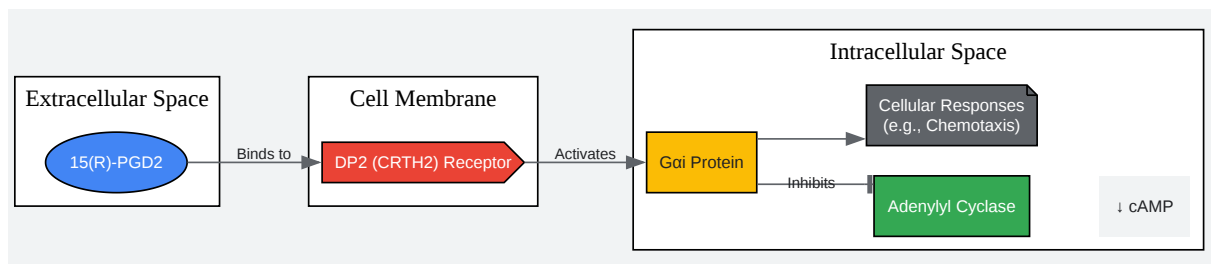 Extracellular Space
15(R)-PGD2
Binds to
Cell Membrane
DP2 (CRTH2) Receptor
Activates
Intracellular Space
Gαi Protein
Cellular Responses
(e.g., Chemotaxis)
Inhibits
Adenylyl Cyclase
↓ cAMP